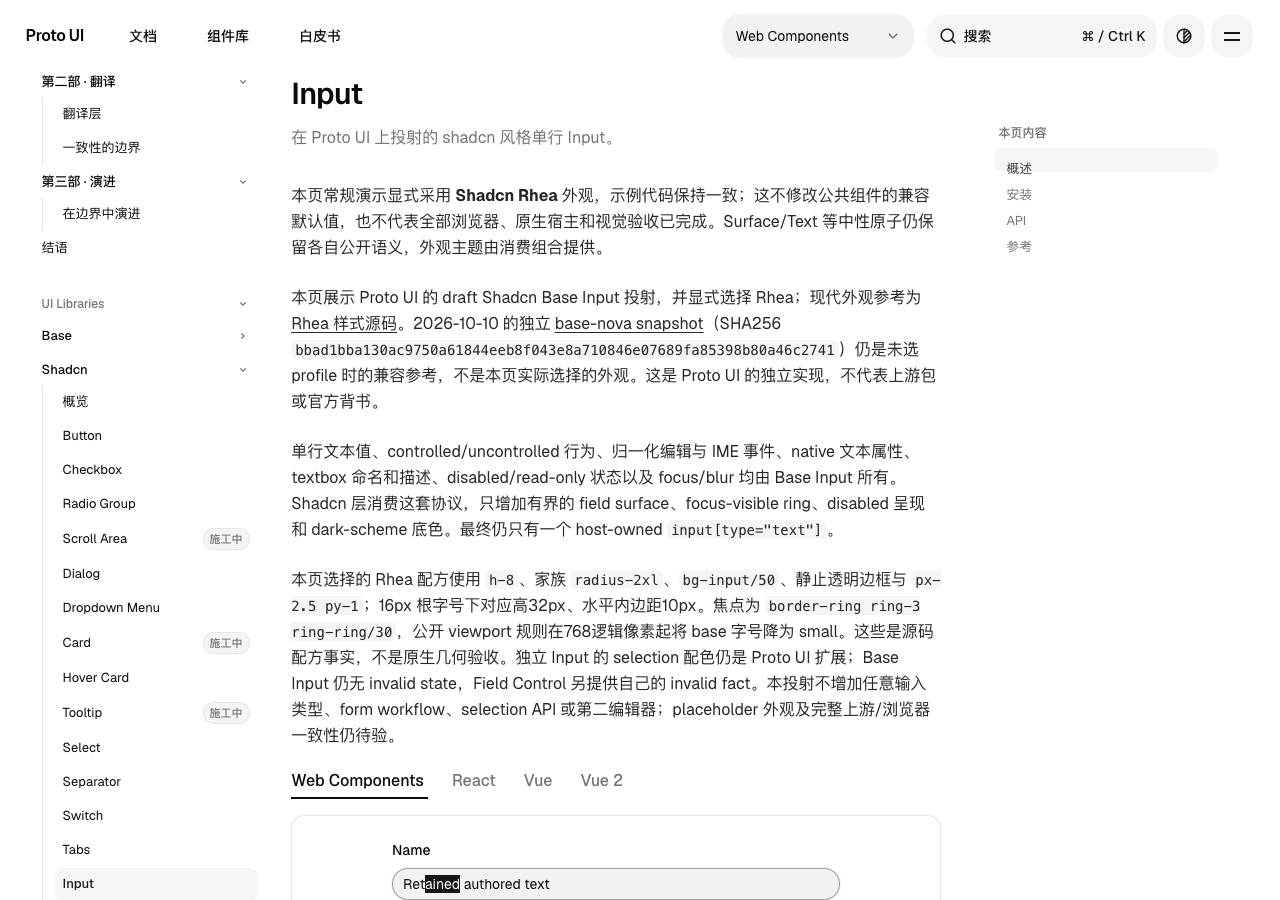 Proto UI
文档
组件库
白皮书
Web Components
搜索
⌘ / Ctrl K
第二部 · 翻译
翻译层
一致性的边界
第三部 · 演进
在边界中演进
结语
UI Libraries
Base
Shadcn
概览
Button
Checkbox
Radio Group
Scroll Area 施工中
Dialog
Dropdown Menu
Card 施工中
Hover Card
Tooltip 施工中
Select
Separator
Switch
Tabs
Input
Input
在 Proto UI 上投射的 shadcn 风格单行 Input。
本页常规演示显式采用 Shadcn Rhea 外观，示例代码保持一致；这不修改公共组件的兼容
默认值，也不代表全部浏览器、原生宿主和视觉验收已完成。Surface/Text 等中性原子仍保
留各自公开语义，外观主题由消费组合提供。
本页展示 Proto UI 的 draft Shadcn Base Input 投射，并显式选择 Rhea；现代外观参考为
Rhea 样式源码。2026-10-10 的独立 base-nova snapshot（SHA256
bbad1bba130ac9750a61844eeb8f043e8a710846e07689fa85398b80a46c2741）仍是未选
profile 时的兼容参考，不是本页实际选择的外观。这是 Proto UI 的独立实现，不代表上游包
或官方背书。
单行文本值、controlled/uncontrolled 行为、归一化编辑与 IME 事件、native 文本属性、
textbox 命名和描述、disabled/read-only 状态以及 focus/blur 均由 Base Input 所有。
Shadcn 层消费这套协议，只增加有界的 field surface、focus-visible ring、disabled 呈现
和 dark-scheme 底色。最终仍只有一个 host-owned input[type="text"] 。
本页选择的 Rhea 配方使用 h-8 、家族 radius-2xl 、 bg-input/50 、静止透明边框与 px-
2.5 py-1 ；16px 根字号下对应高32px、水平内边距10px。焦点为 border-ring ring-3
ring-ring/30 ，公开 viewport 规则在768逻辑像素起将 base 字号降为 small。这些是源码
配方事实，不是原生几何验收。独立 Input 的 selection 配色仍是 Proto UI 扩展；Base
Input 仍无 invalid state，Field Control 另提供自己的 invalid fact。本投射不增加任意输入
类型、form workflow、selection API 或第二编辑器；placeholder 外观及完整上游/浏览器
一致性仍待验。
Web Components
React
Vue
Vue 2
Name
Retained authored text
本页内容
概述
安装
API
参考